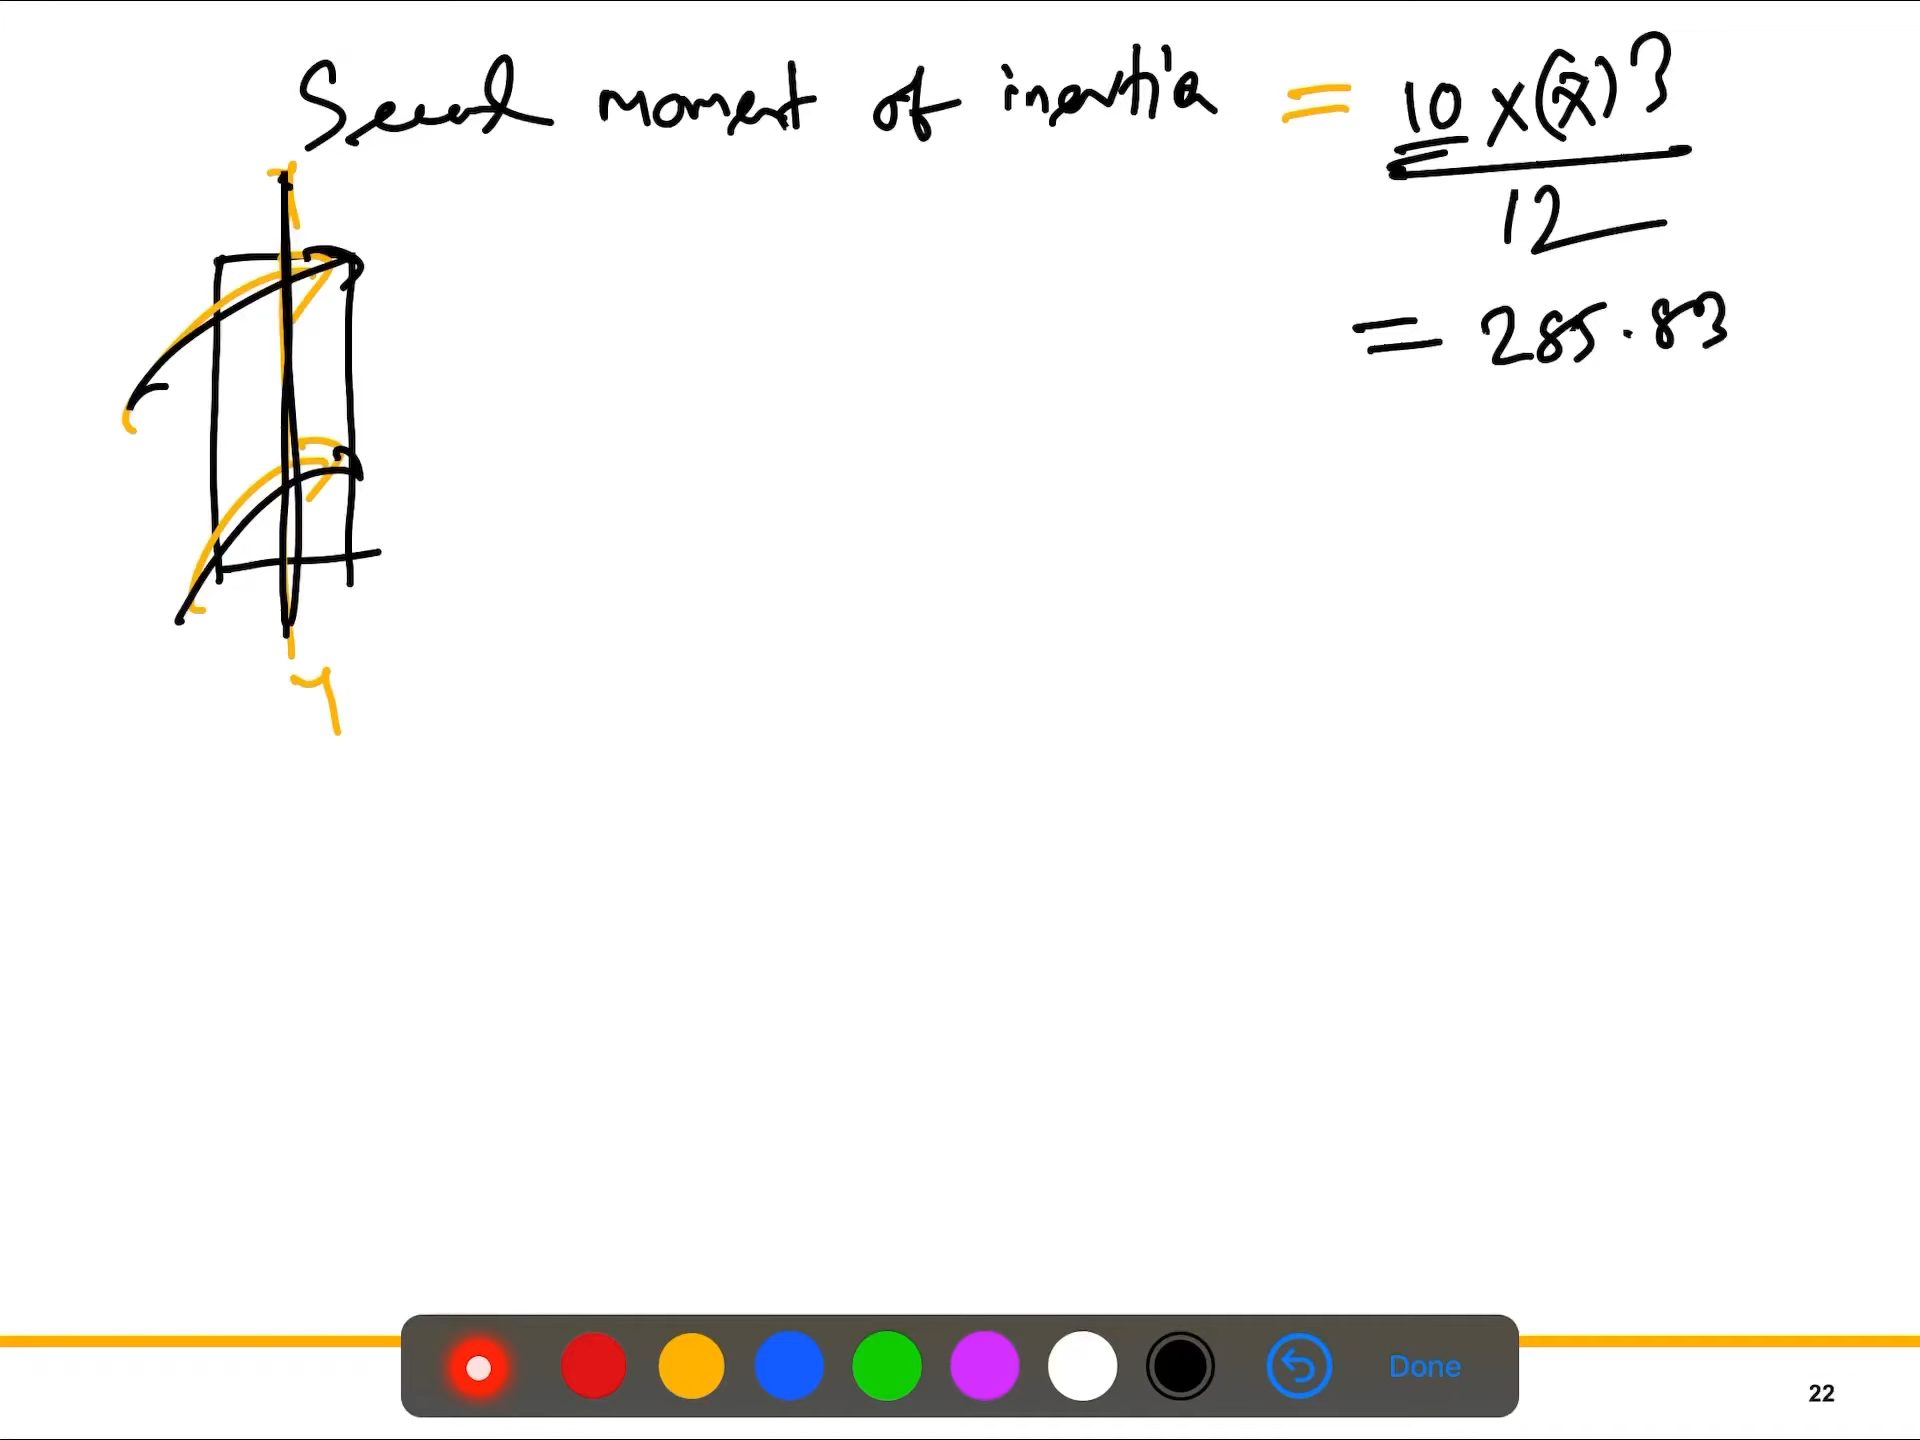 Second moment of inertia = 10 x (7)3
12
= 285.83
Y
Done
22